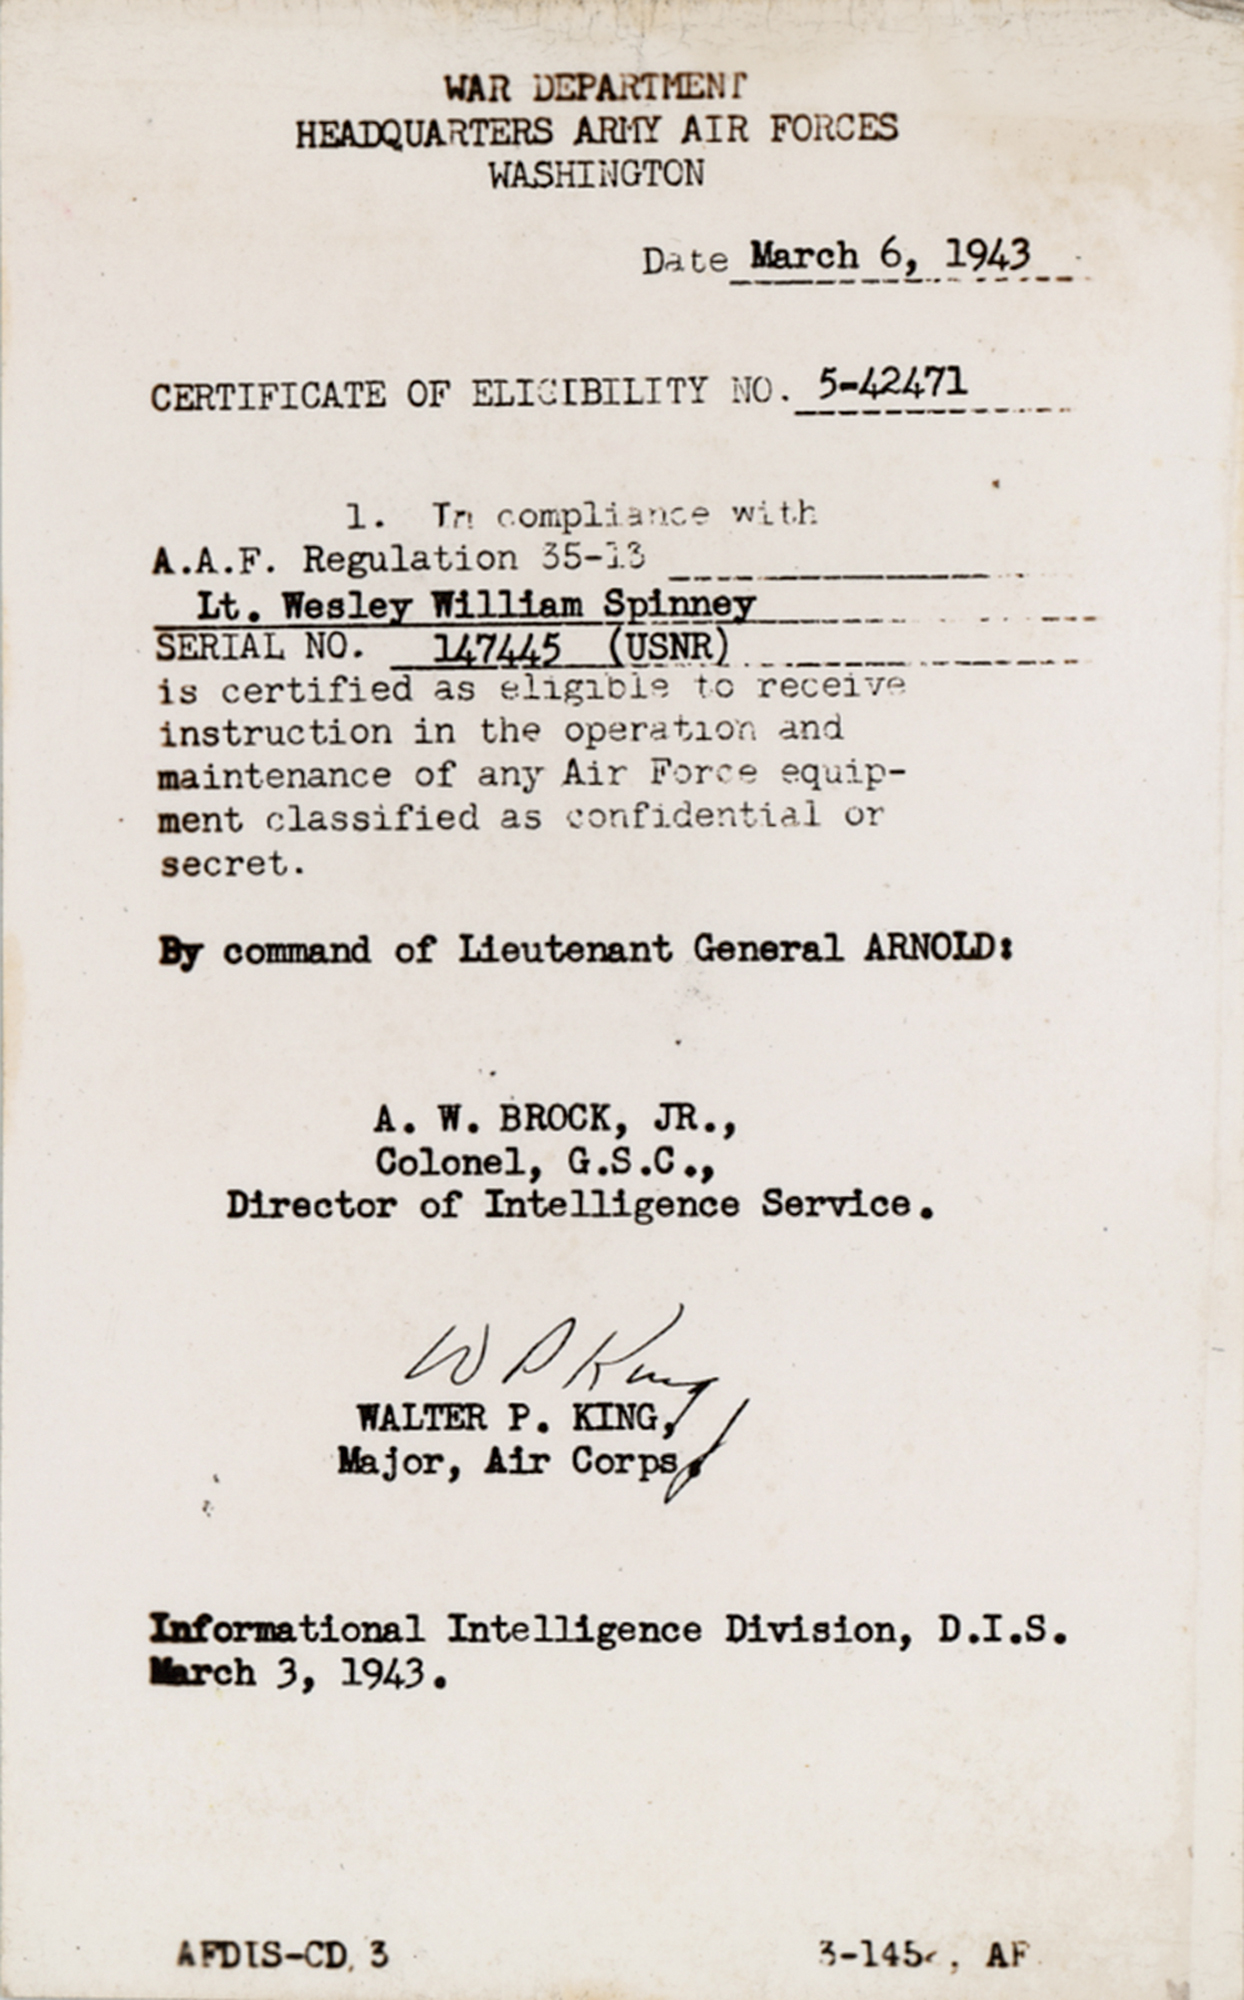 WAR DEPARTMENT
HEADQUARTERS ARMY AIR FORCES
WASHINGTON
Date March 6, 1943
CERTIFICATE OF ELIGIBILITY NO. 5-42471
1. In compliance with
A.A.F. Regulation 35-13
Lt. Wesley William Spinney
SERIAL NO. 147445 (USNR)
is certified as eligible to receive
instruction in the operation and
maintenance of any Air Force equip-
ment classified as confidential or
secret.
By command of Lieutenant General ARNOLD:
A. W. BROCK, JR.,
Colonel, G.S.C.,
Director of Intelligence Service.
W P King
WALTER P. KING,
Major, Air Corps.
Informational Intelligence Division, D.I.S.
March 3, 1943.
AFDIS-CD 3
AF